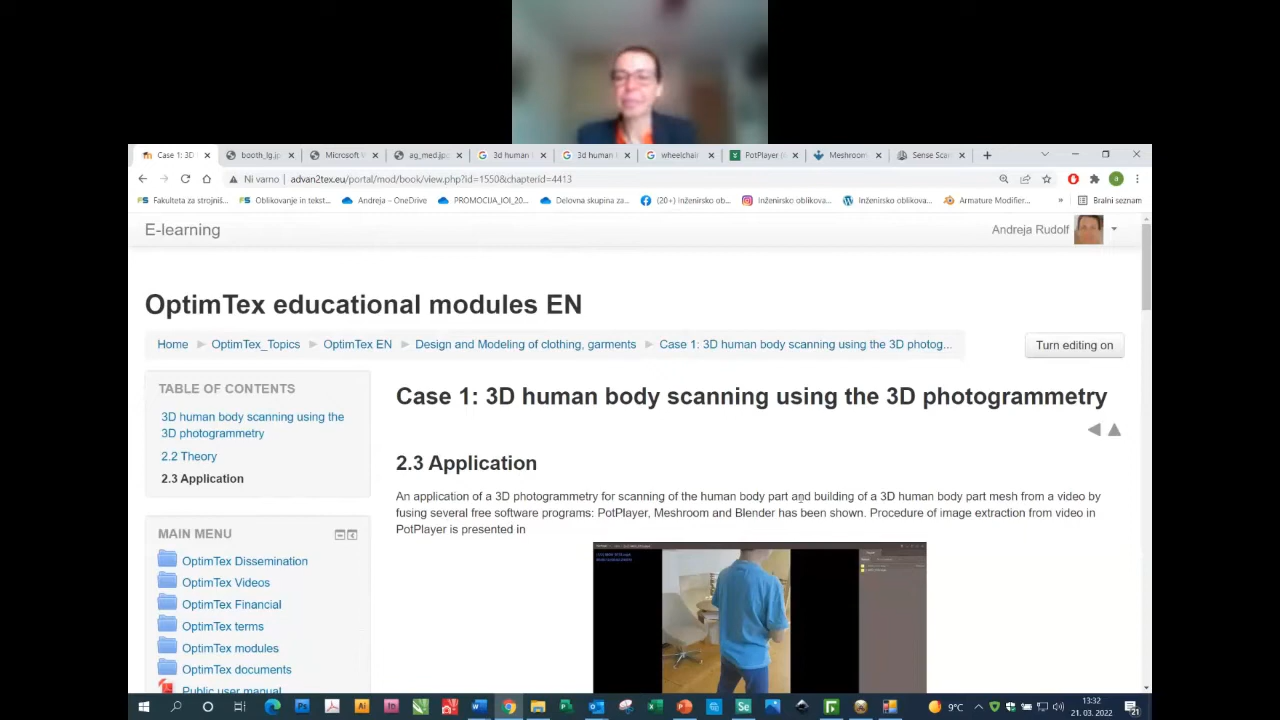 Case 1: 3D
booth_lg.jp
Microsoft
ag_med.jp
3d human
3d human
wheelchair
PotPlayer
Meshroom
Sense Sca
Ni varno
advan2tex.eu/portal/mod/book/view.php?id=1550&chapterid=4413
Fakulteta za strojniš...
Oblikovanje in tekst...
Andreja – OneDrive
PROMOCIJA_IOI_20...
Delovna skupina za...
(20+) Inženirsko ob...
Inženirsko oblikova...
Inženirsko oblikova...
Armature Modifier...
»
Bralni seznam
E-learning
Andreja Rudolf
OptimTex educational modules EN
Home
OptimTex_Topics
OptimTex EN
Design and Modeling of clothing, garments
Case 1: 3D human body scanning using the 3D photog...
Turn editing on
TABLE OF CONTENTS
3D human body scanning using the
3D photogrammetry
2.2 Theory
2.3 Application
MAIN MENU
OptimTex Dissemination
OptimTex Videos
OptimTex Financial
OptimTex terms
OptimTex modules
OptimTex documents
Public user manual
Case 1: 3D human body scanning using the 3D photogrammetry
2.3 Application
An application of a 3D photogrammetry for scanning of the human body part and building of a 3D human body part mesh from a video by
fusing several free software programs: PotPlayer, Meshroom and Blender has been shown. Procedure of image extraction from video in
PotPlayer is presented in
9°C
13:32
21. 03. 2022
21